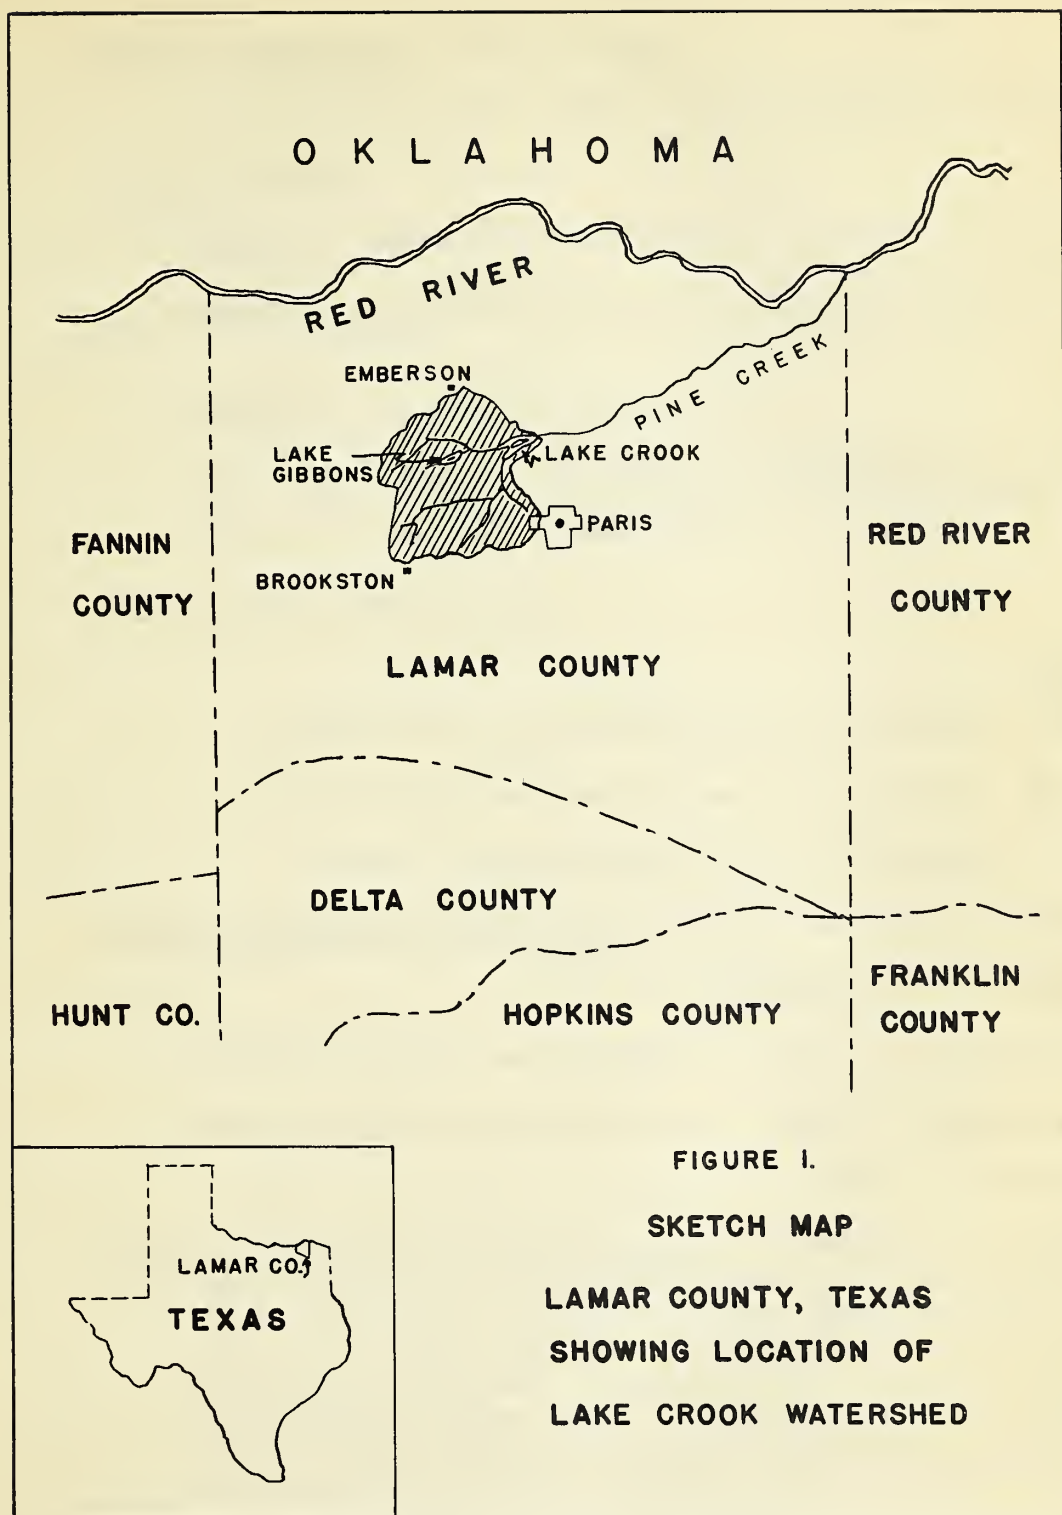 OKLAHOMA
RED RIVER
EMBERSON
PINE CREEK
LAKE
GIBBONS
LAKE CROOK
PARIS
BROOKSTON
FANNIN
COUNTY
RED RIVER
COUNTY
LAMAR COUNTY
DELTA COUNTY
HUNT CO.
HOPKINS COUNTY
FRANKLIN
COUNTY
LAMAR CO.
TEXAS
FIGURE 1.
SKETCH MAP
LAMAR COUNTY, TEXAS
SHOWING LOCATION OF
LAKE CROOK WATERSHED